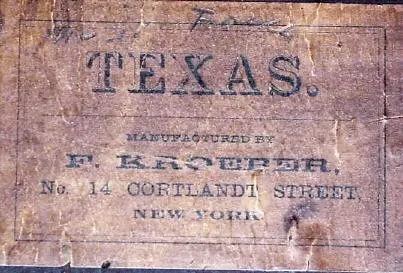 TEXAS.
MANUFACTURED BY
F. KROEBER,
No. 14 CORTLANDT STREET,
NEW YORK